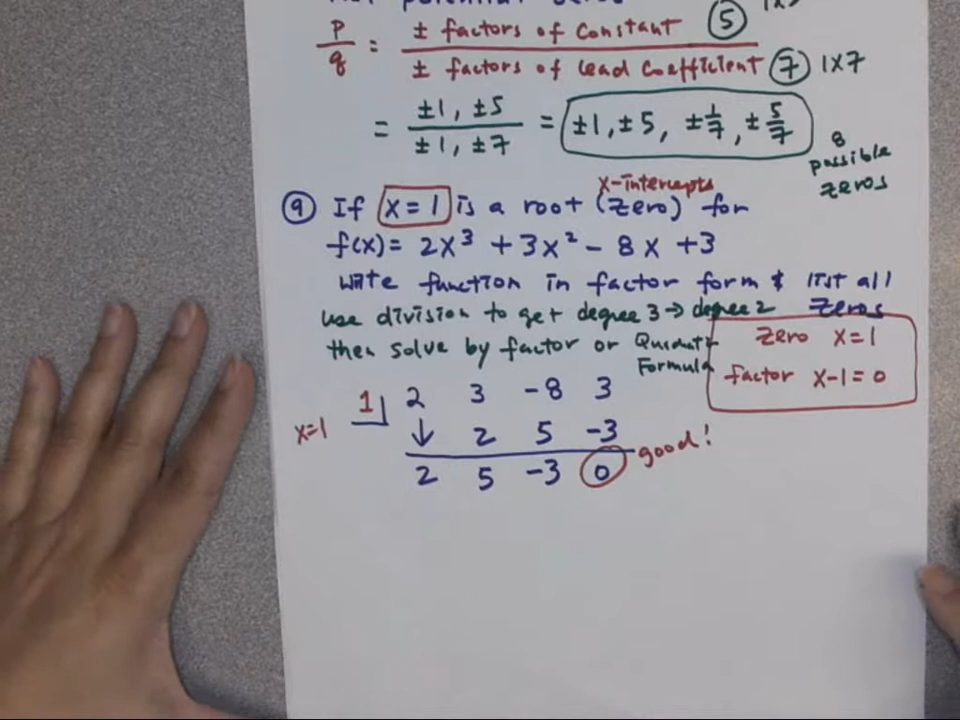 p/q = ± factors of Constant / ± factors of lead coefficient ⑤ ⑦ 1x7
= ±1, ±5 / ±1, ±7 = ±1, ±5, ±1/7, ±5/7
8 possible zeros
x-intercepts
⑨ If x=1 is a root (zero) for
f(x)= 2x³ + 3x² - 8x + 3
write function in factor form & list all zeros
use division to get degree 3 → degree 2
then solve by factor or
Formula
zero x=1
factor x-1=0
x=1
1 2 3 -8 3
↓ 2 5 -3
2 5 -3 0 good!